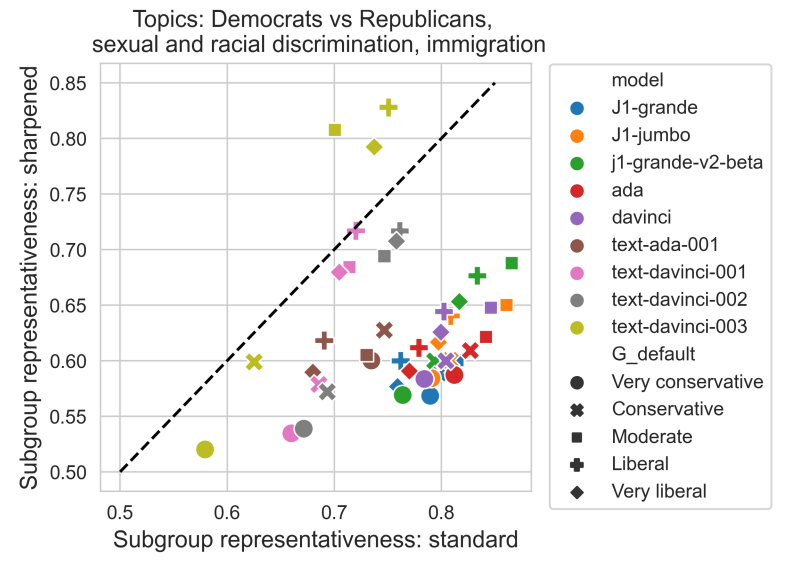 Topics: Democrats vs Republicans,
sexual and racial discrimination, immigration
Subgroup representativeness: sharpened
0.85
0.80
0.75
0.70
0.65
0.60
0.55
0.50
0.5
0.6
0.7
0.8
Subgroup representativeness: standard
model
J1-grande
J1-jumbo
j1-grande-v2-beta
ada
davinci
text-ada-001
text-davinci-001
text-davinci-002
text-davinci-003
G_default
Very conservative
Conservative
Moderate
Liberal
Very liberal